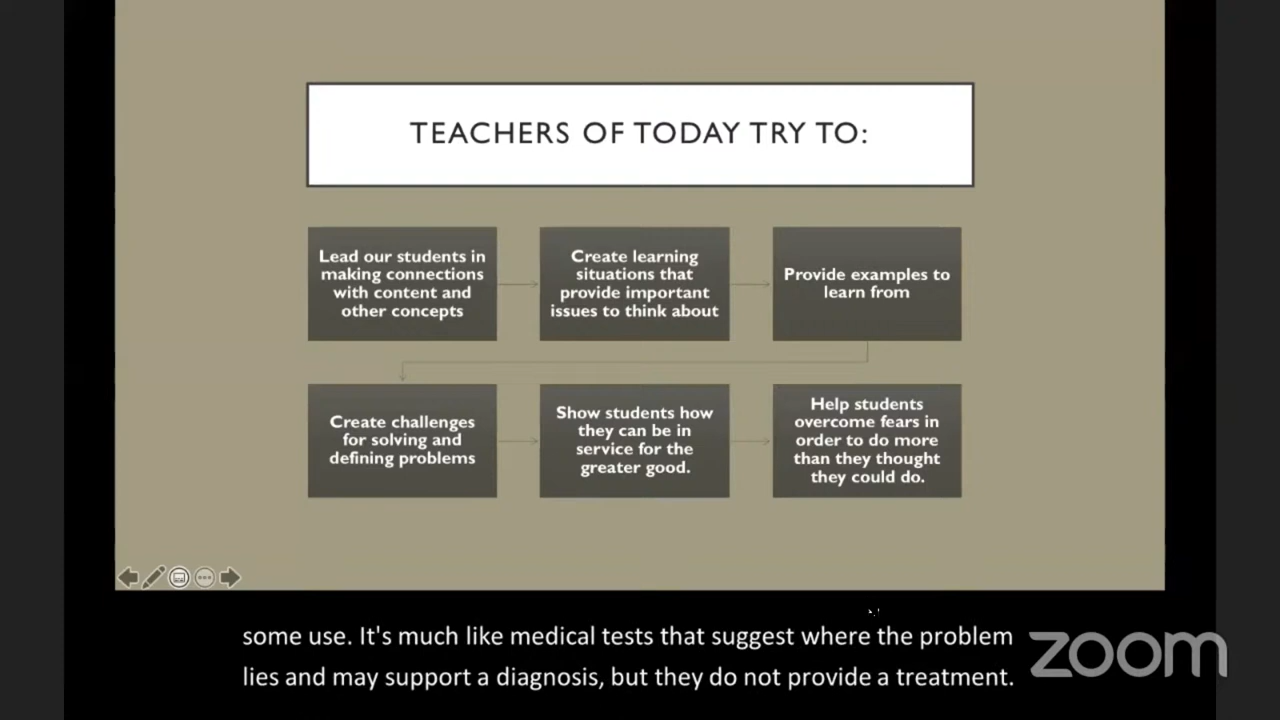 TEACHERS OF TODAY TRY TO:
Lead our students in
making connections
with content and
other concepts
Create learning
situations that
provide important
issues to think about
Provide examples to
learn from
Create challenges
for solving and
defining problems
Show students how
they can be in
service for the
greater good.
Help students
overcome fears in
order to do more
than they thought
they could do.
some use. It's much like medical tests that suggest where the problem
lies and may support a diagnosis, but they do not provide a treatment.
zoom